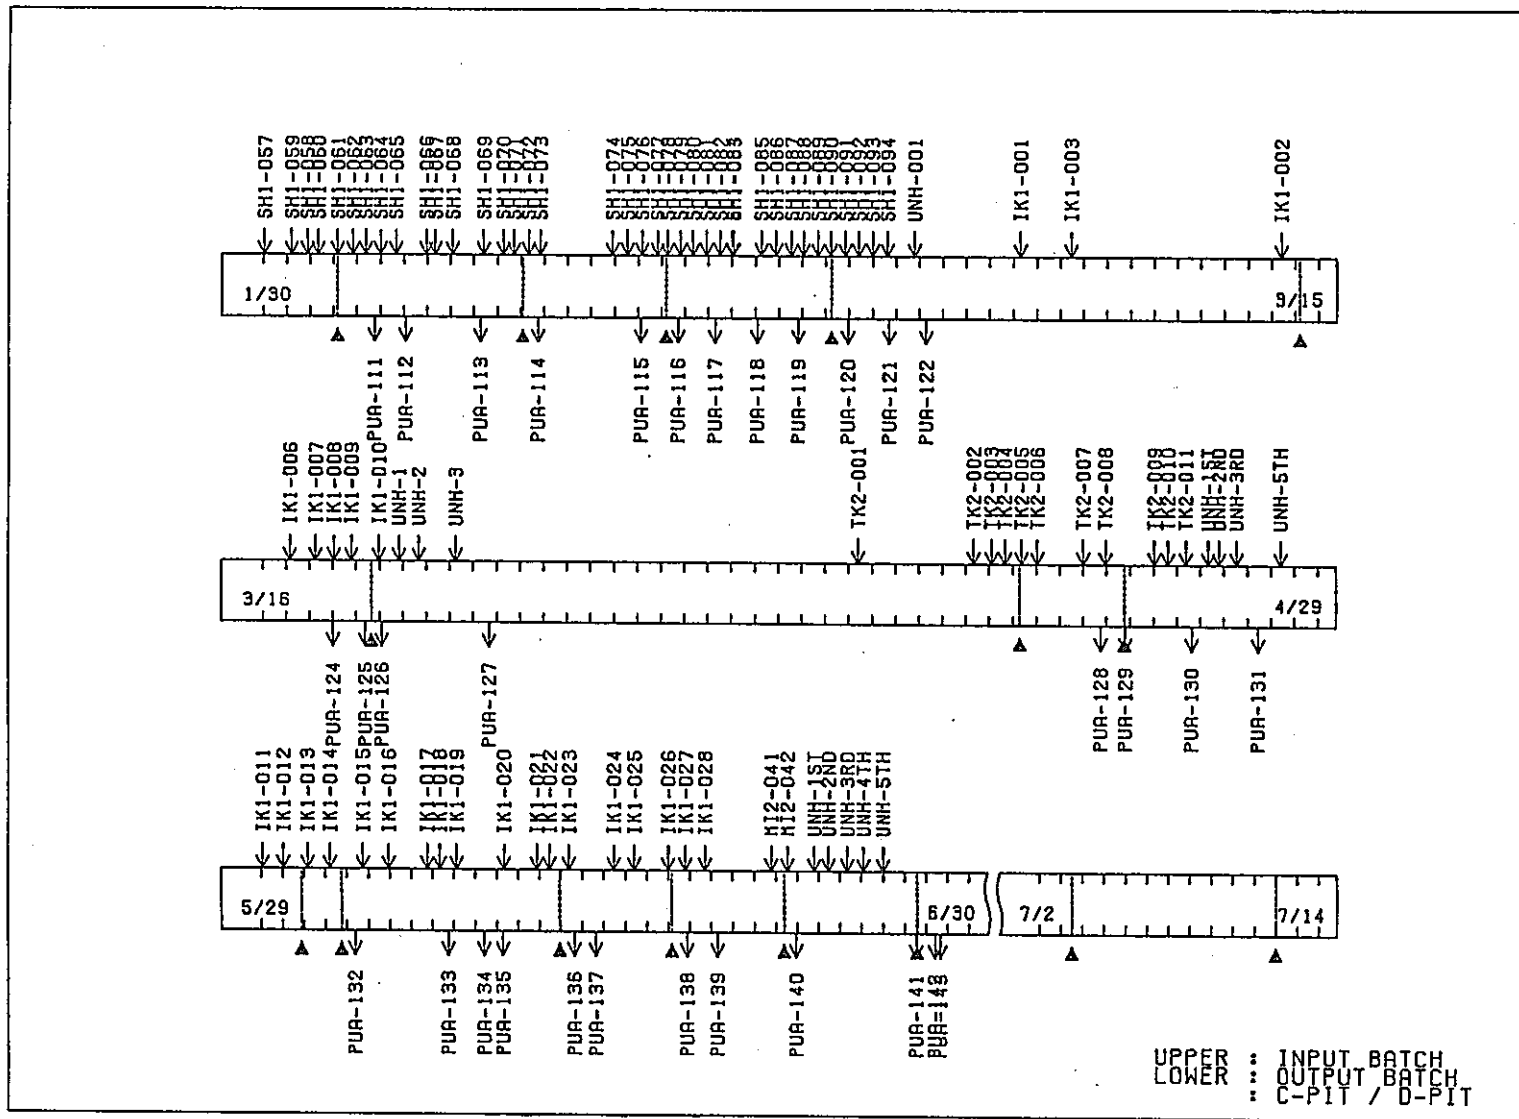 SH1-057
SH1-059
SH1-058
SH1-060
SH1-061
SH1-062
SH1-063
SH1-064
SH1-065
SH1-066
SH1-067
SH1-068
SH1-069
SH1-070
SH1-071
SH1-072
SH1-073
SH1-074
SH1-075
SH1-076
SH1-077
SH1-078
SH1-079
SH1-080
SH1-081
SH1-082
SH1-083
SH1-085
SH1-086
SH1-087
SH1-088
SH1-089
SH1-090
SH1-091
SH1-092
SH1-093
SH1-094
UNH-001
IK1-001
IK1-003
IK1-002
1/30
3/15
PUA-111
PUA-112
PUA-113
PUA-114
PUA-115
PUA-116
PUA-117
PUA-118
PUA-119
PUA-120
PUA-121
PUA-122
IK1-006
IK1-007
IK1-008
IK1-009
IK1-010
UNH-1
UNH-2
UNH-3
TK2-001
TK2-002
TK2-003
TK2-004
TK2-005
TK2-006
TK2-007
TK2-008
TK2-009
TK2-010
TK2-011
UNH-1ST
UNH-2RD
UNH-3RD
UNH-5TH
3/16
4/29
PUA-124
PUA-125
PUA-126
PUA-127
PUA-128
PUA-129
PUA-130
PUA-131
IK1-011
IK1-012
IK1-013
IK1-014
IK1-015
IK1-016
IK1-017
IK1-018
IK1-019
IK1-020
IK1-021
IK1-022
IK1-023
IK1-024
IK1-025
IK1-026
IK1-027
IK1-028
MI2-041
MI2-042
UNH-1ST
UNH-2ND
UNH-3RD
UNH-4TH
UNH-5TH
5/29
6/30
7/2
7/14
PUA-132
PUA-133
PUA-134
PUA-135
PUA-136
PUA-137
PUA-138
PUA-139
PUA-140
PUA-141
UPPER : INPUT BATCH
LOWER : OUTPUT BATCH
: C-PIT / D-PIT